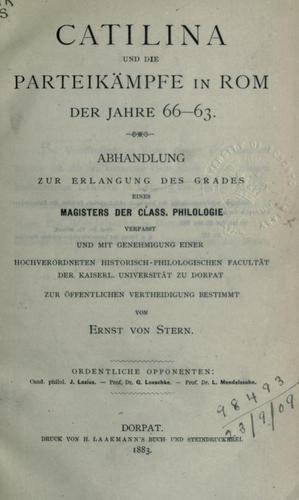 CATILINA
UND DIE
PARTEIKÄMPFE IN ROM
DER JAHRE 66—63.
ABHANDLUNG
ZUR ERLANGUNG DES GRADES
EINES
MAGISTERS DER CLASS. PHILOLOGIE
VERFASST
UND MIT GENEHMIGUNG EINER
HOCHVERORDNETEN HISTORISCH-PHILOLOGISCHEN FACULTÄT
DER KAISERL. UNIVERSITÄT ZU DORPAT
ZUR ÖFFENTLICHEN VERTHEIDIGUNG BESTIMMT
VON
ERNST VON STERN.
ORDENTLICHE OPPONENTEN:
Cand. philol. J. Lezius. — Prof. Dr. G. Loeschke. — Prof. Dr. L. Mendelssohn.
98493
23/9/09
DORPAT.
DRUCK VON H. LAAKMANN'S BUCH- UND STEINDRUCKEREI.
1883.